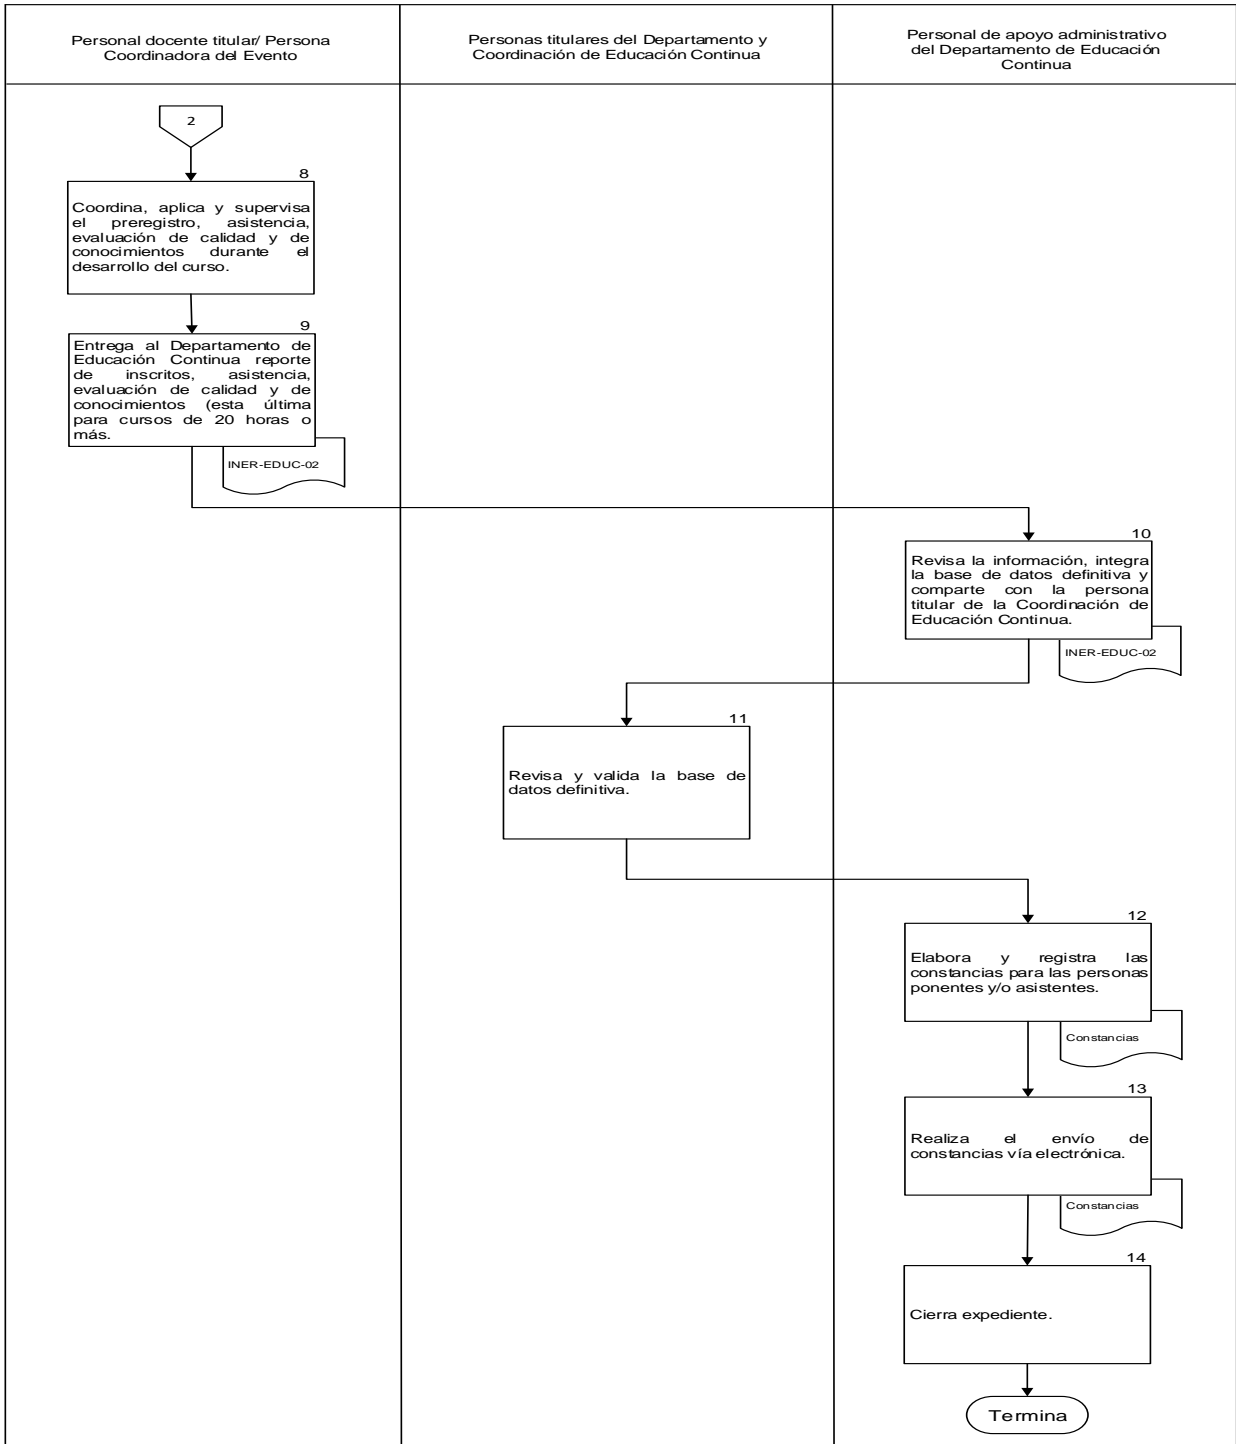 Personal docente titular/ Persona
Coordinadora del Evento
Personas titulares del Departamento y
Coordinación de Educación Continua
Personal de apoyo administrativo
del Departamento de Educación
Continua
2
8
Coordina, aplica y supervisa
el preregistro, asistencia,
evaluación de calidad y de
conocimientos durante el
desarrollo del curso.
9
Entrega al Departamento de
Educación Continua reporte
de inscritos, asistencia,
evaluación de calidad y de
conocimientos (esta última
para cursos de 20 horas o
más.
INER-EDUC-02
10
Revisa la información, integra
la base de datos definitiva y
comparte con la persona
titular de la Coordinación de
Educación Continua.
INER-EDUC-02
11
Revisa y valida la base de
datos definitiva.
12
Elabora y registra las
constancias para las personas
ponentes y/o asistentes.
Constancias
13
Realiza el envío de
constancias vía electrónica.
Constancias
14
Cierra expediente.
Termina